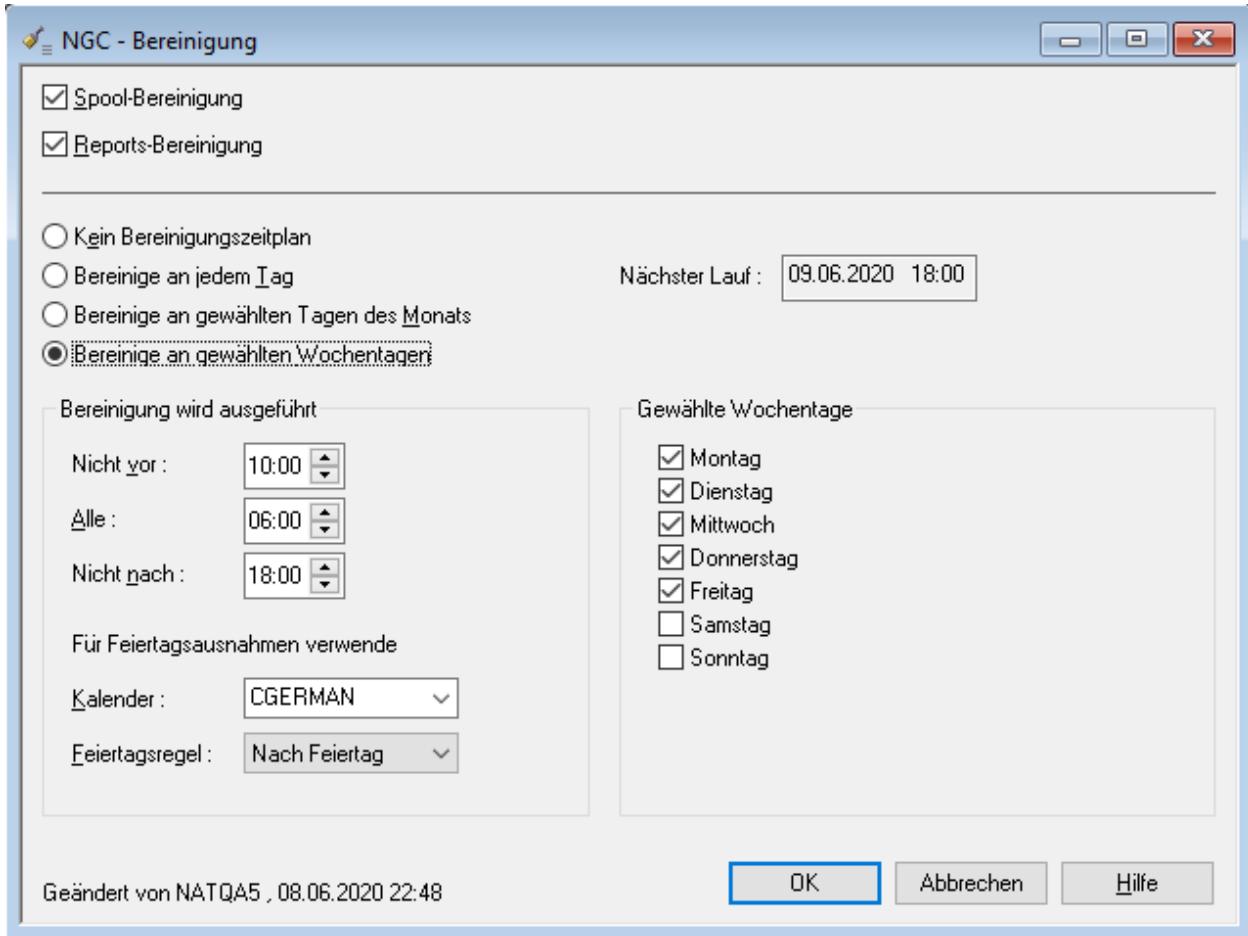 NGC - Bereinigung
Spool-Bereinigung
Reports-Bereinigung
Kein Bereinigungszeitplan
Bereinige an jedem Tag
Nächster Lauf : 09.06.2020 18:00
Bereinige an gewählten Tagen des Monats
Bereinige an gewählten Wochentagen
Bereinigung wird ausgeführt
Nicht vor : 10:00
Alle : 06:00
Nicht nach : 18:00
Für Feiertagsausnahmen verwende
Kalender : CGERMAN
Feiertagsregel : Nach Feiertag
Gewählte Wochentage
Montag
Dienstag
Mittwoch
Donnerstag
Freitag
Samstag
Sonntag
Geändert von NATQA5 , 08.06.2020 22:48
OK Abbrechen Hilfe